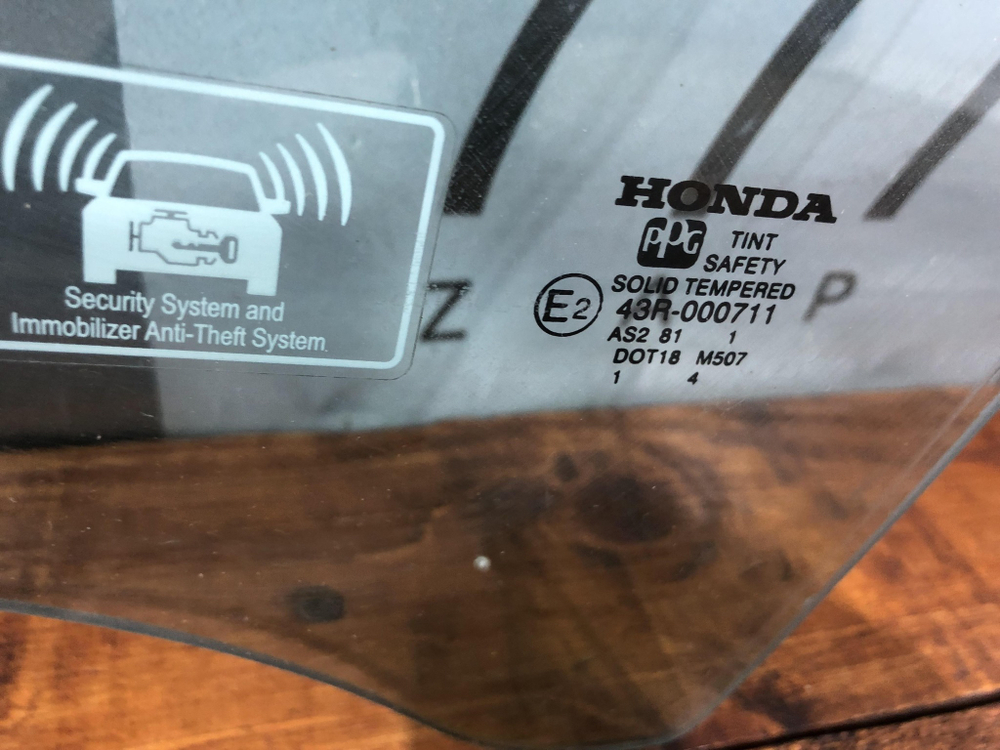 Security System and
Immobilizer Anti-Theft System.
HONDA
PPG TINT
SAFETY
SOLID TEMPERED
E2 43R-000711
AS2 81 1
DOT18 M507
1 4
Z P